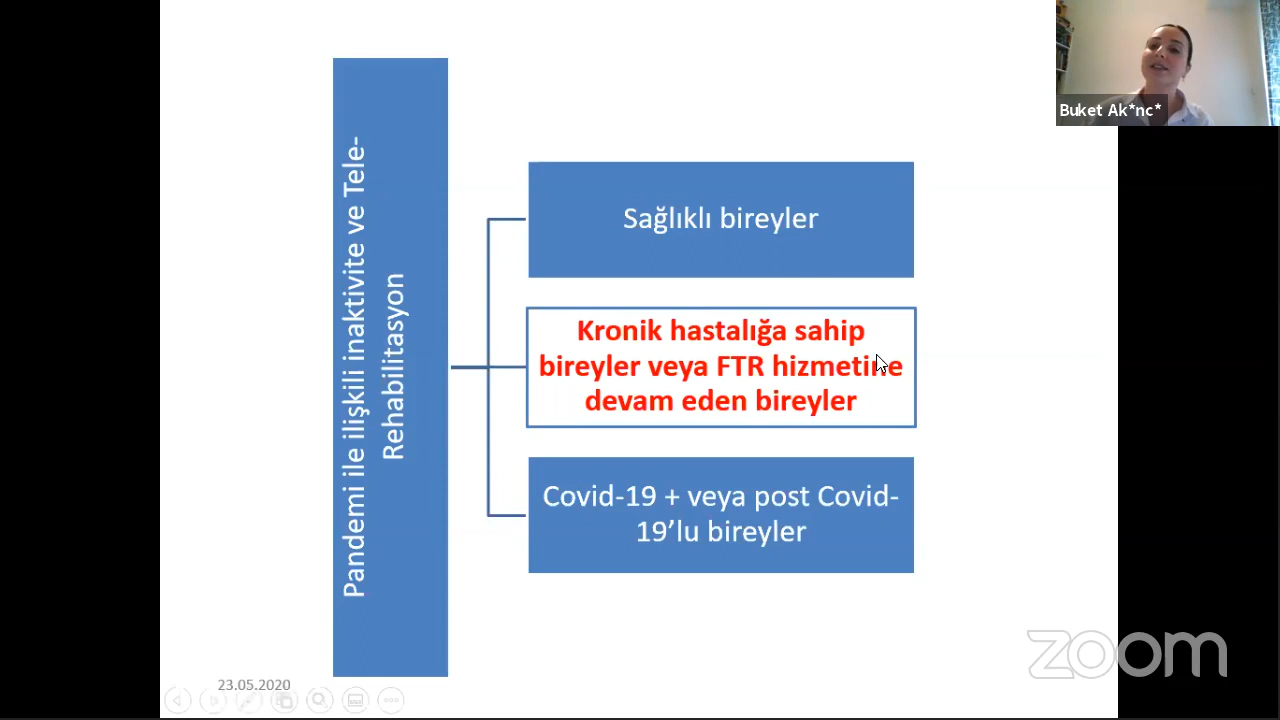 Buket Ak*nc*
Pandemi ile ilişkili inaktivite ve Tele-
Rehabilitasyon
Sağlıklı bireyler
Kronik hastalığa sahip
bireyler veya FTR hizmetine
devam eden bireyler
Covid-19 + veya post Covid-
19’lu bireyler
23.05.2020
zoom